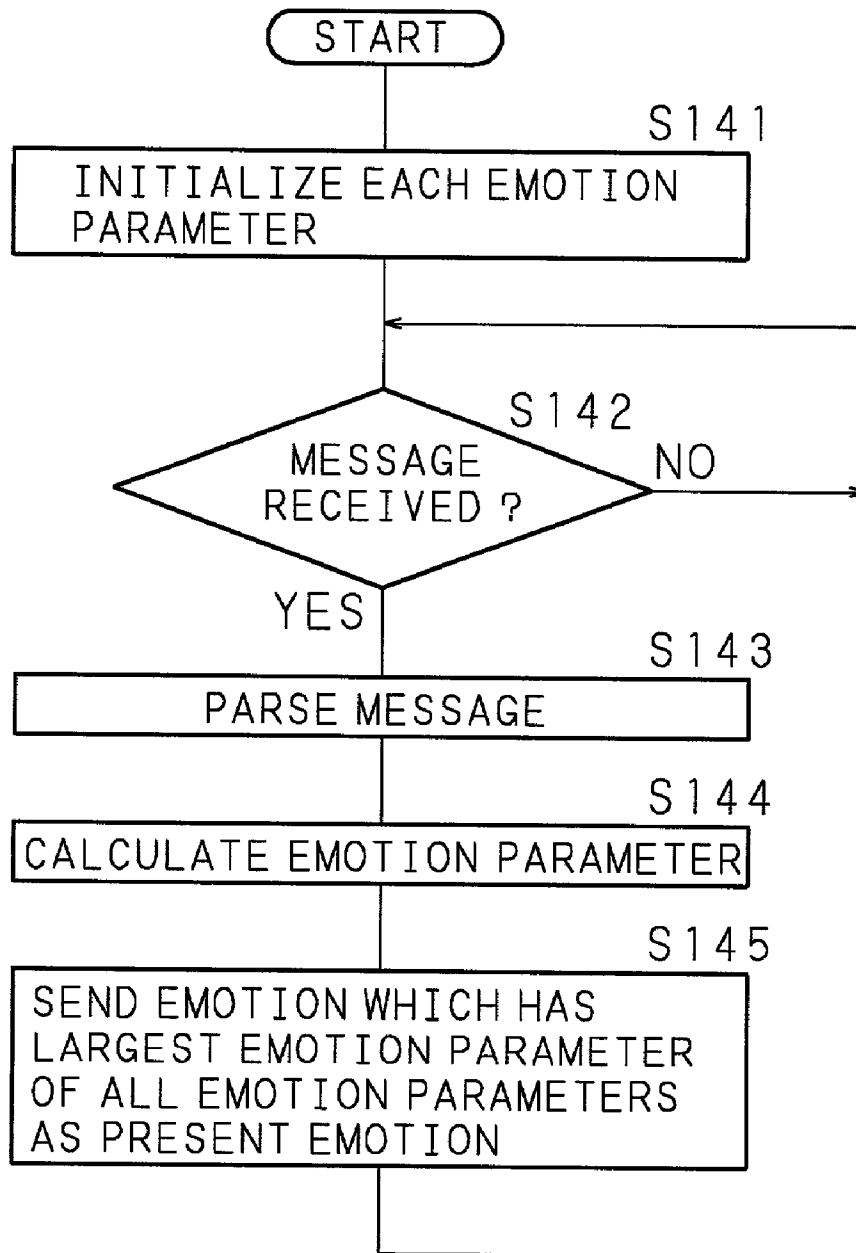 START
S141
INITIALIZE EACH EMOTION
PARAMETER
S142
MESSAGE
RECEIVED ?
NO
YES
S143
PARSE MESSAGE
S144
CALCULATE EMOTION PARAMETER
S145
SEND EMOTION WHICH HAS
LARGEST EMOTION PARAMETER
OF ALL EMOTION PARAMETERS
AS PRESENT EMOTION